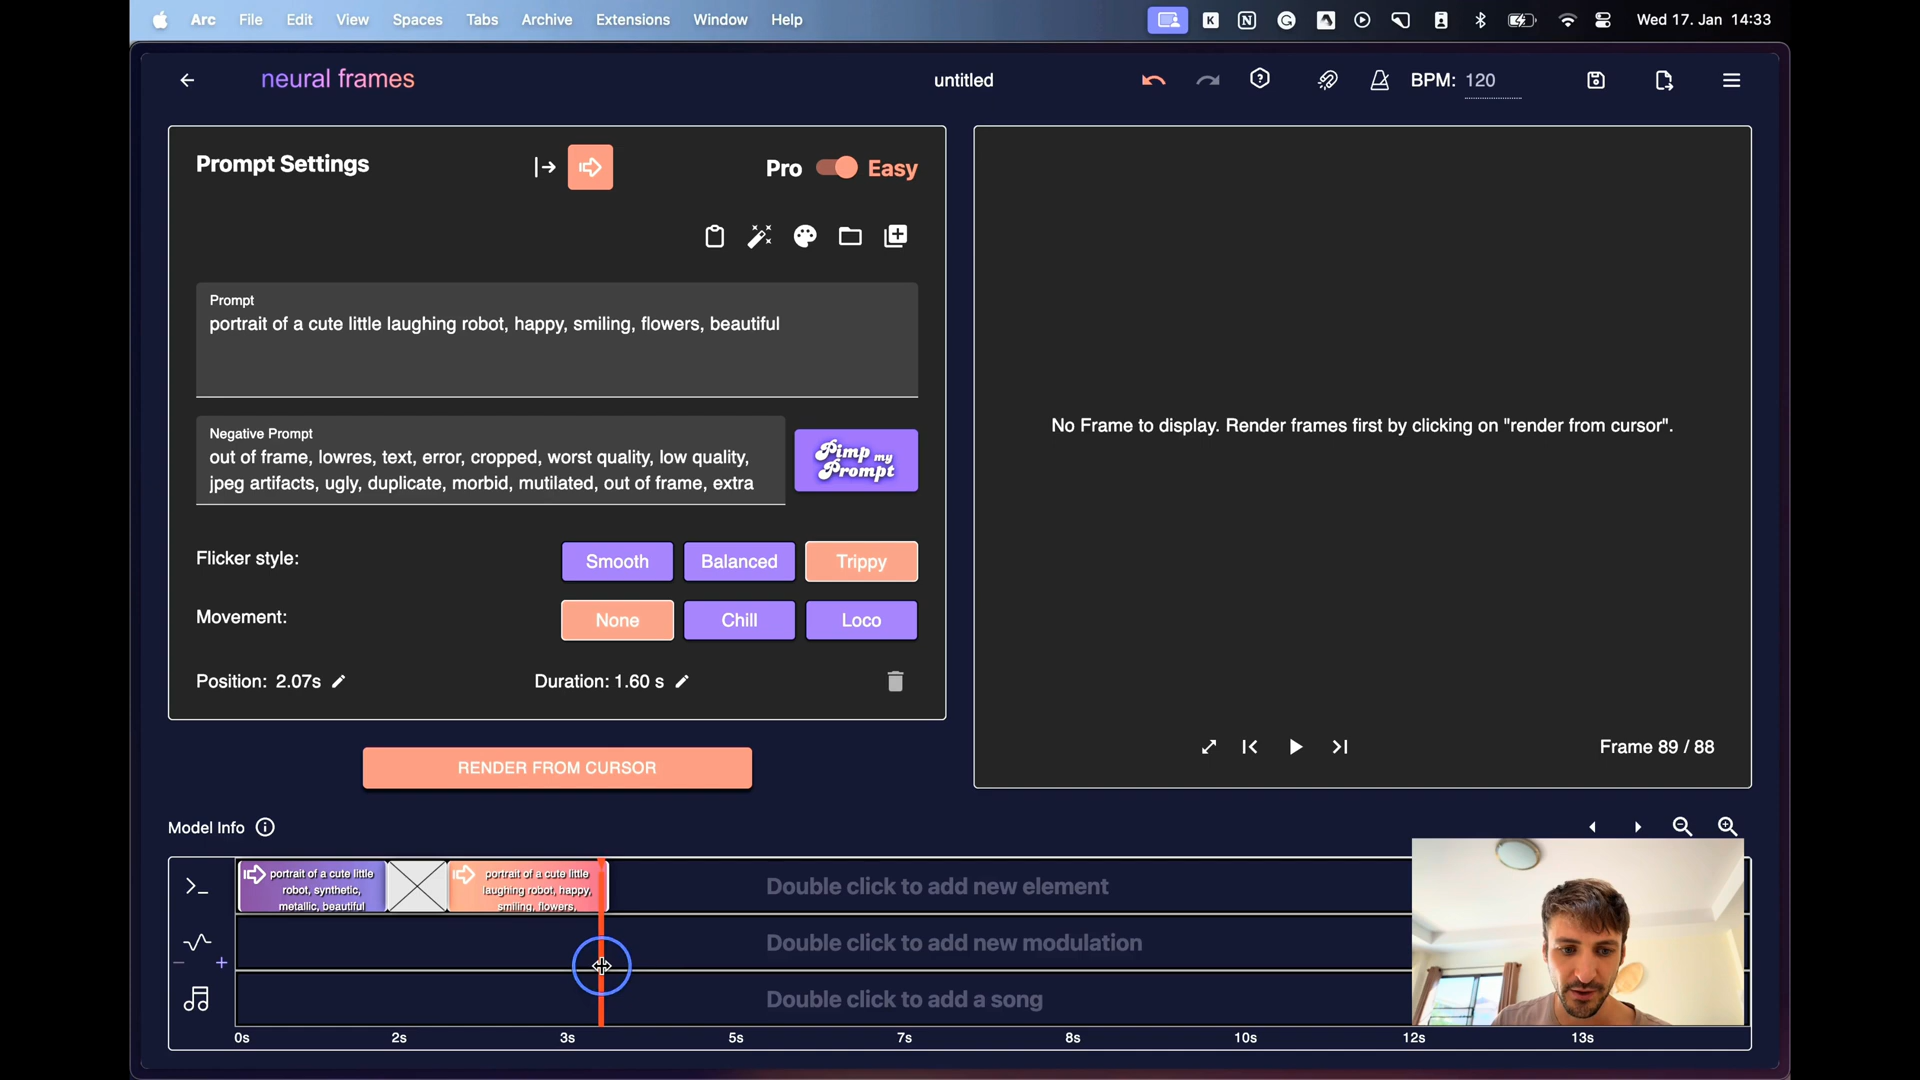 Arc File Edit View Spaces Tabs Archive Extensions Window Help
Wed 17. Jan 14:33
neural frames
untitled
BPM: 120
Prompt Settings
Pro
Easy
Prompt
portrait of a cute little laughing robot, happy, smiling, flowers, beautiful
Negative Prompt
out of frame, lowres, text, error, cropped, worst quality, low quality,
jpeg artifacts, ugly, duplicate, morbid, mutilated, out of frame, extra
Pimp my
Prompt
Flicker style:
Smooth
Balanced
Trippy
Movement:
None
Chill
Loco
Position: 2.07s
Duration: 1.60 s
RENDER FROM CURSOR
No Frame to display. Render frames first by clicking on "render from cursor".
Frame 89 / 88
Model Info
portrait of a cute little
robot, synthetic,
metallic, beautiful
portrait of a cute little
laughing robot, happy,
smiling, flowers,
Double click to add new element
Double click to add new modulation
Double click to add a song
0s 2s 3s 5s 7s 8s 10s 12s 13s